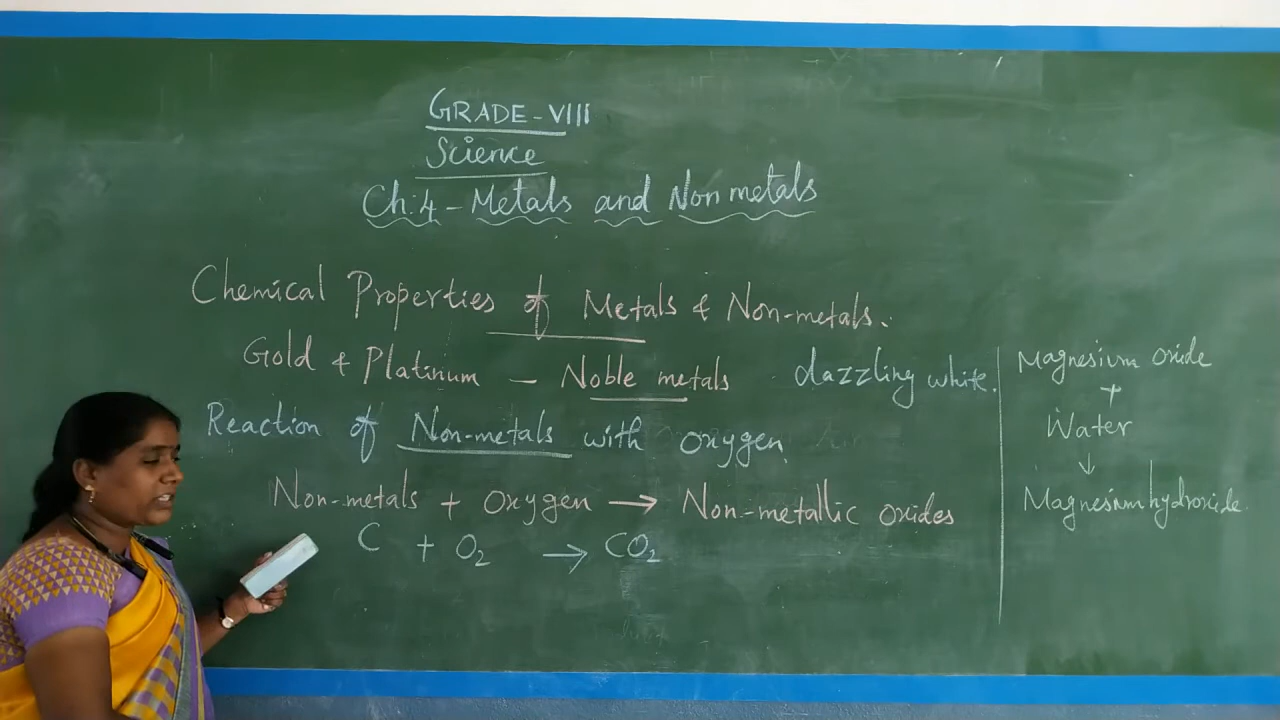 GRADE-VIII
Science
Ch:4 - Metals and Non metals
Chemical Properties of Metals & Non-metals.
Gold & Platinium - Noble metals
dazzling white.
Reaction of Non-metals with oxygen.
Non-metals + Oxygen → Non-metallic oxides
C + O₂ → CO₂
Magnesium oxide
+
Water
↓
Magnesium hydroxide.